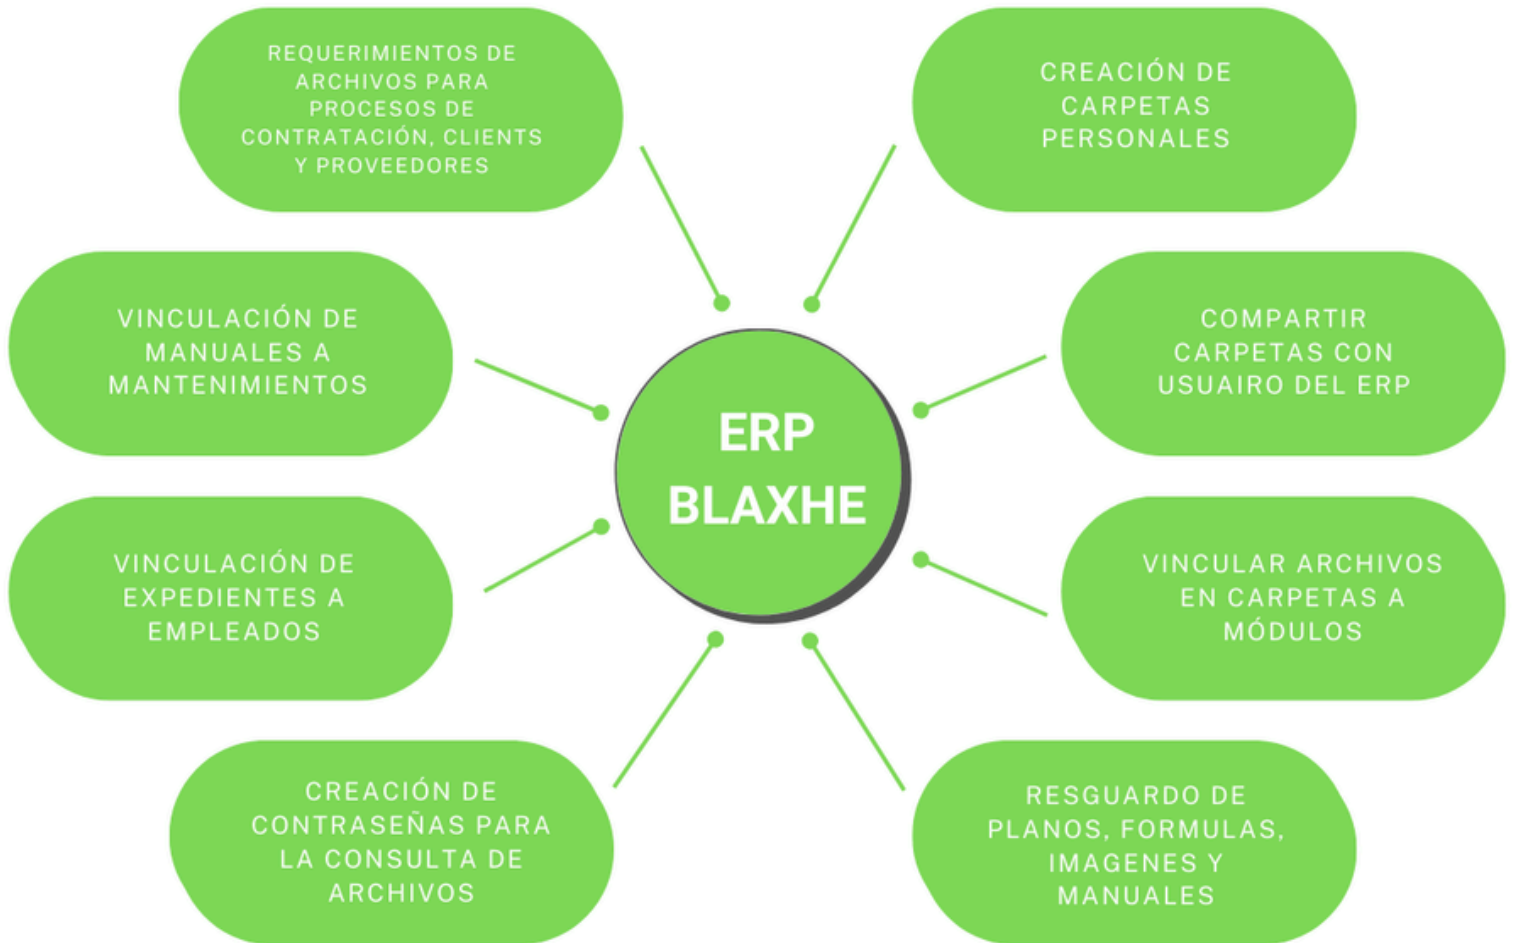 REQUERIMIENTOS DE
ARCHIVOS PARA
PROCESOS DE
CONTRATACIÓN, CLIENTS
Y PROVEEDORES
CREACIÓN DE
CARPETAS
PERSONALES
VINCULACIÓN DE
MANUALES A
MANTENIMIENTOS
COMPARTIR
CARPETAS CON
USUAIRO DEL ERP
ERP
BLAXHE
VINCULACIÓN DE
EXPEDIENTES A
EMPLEADOS
VINCULAR ARCHIVOS
EN CARPETAS A
MÓDULOS
CREACIÓN DE
CONTRASEÑAS PARA
LA CONSULTA DE
ARCHIVOS
RESGUARDO DE
PLANOS, FORMULAS,
IMAGENES Y
MANUALES